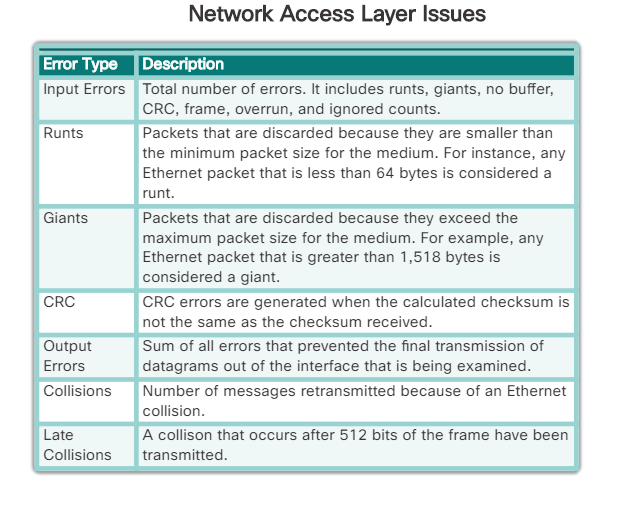 Network Access Layer Issues
Error Type Description
Input Errors Total number of errors. It includes runts, giants, no buffer,
CRC, frame, overrun, and ignored counts.
Runts Packets that are discarded because they are smaller than
the minimum packet size for the medium. For instance, any
Ethernet packet that is less than 64 bytes is considered a
runt.
Giants Packets that are discarded because they exceed the
maximum packet size for the medium. For example, any
Ethernet packet that is greater than 1,518 bytes is
considered a giant.
CRC CRC errors are generated when the calculated checksum is
not the same as the checksum received.
Output Sum of all errors that prevented the final transmission of
Errors datagrams out of the interface that is being examined.
Collisions Number of messages retransmitted because of an Ethernet
collision.
Late A collison that occurs after 512 bits of the frame have been
Collisions transmitted.